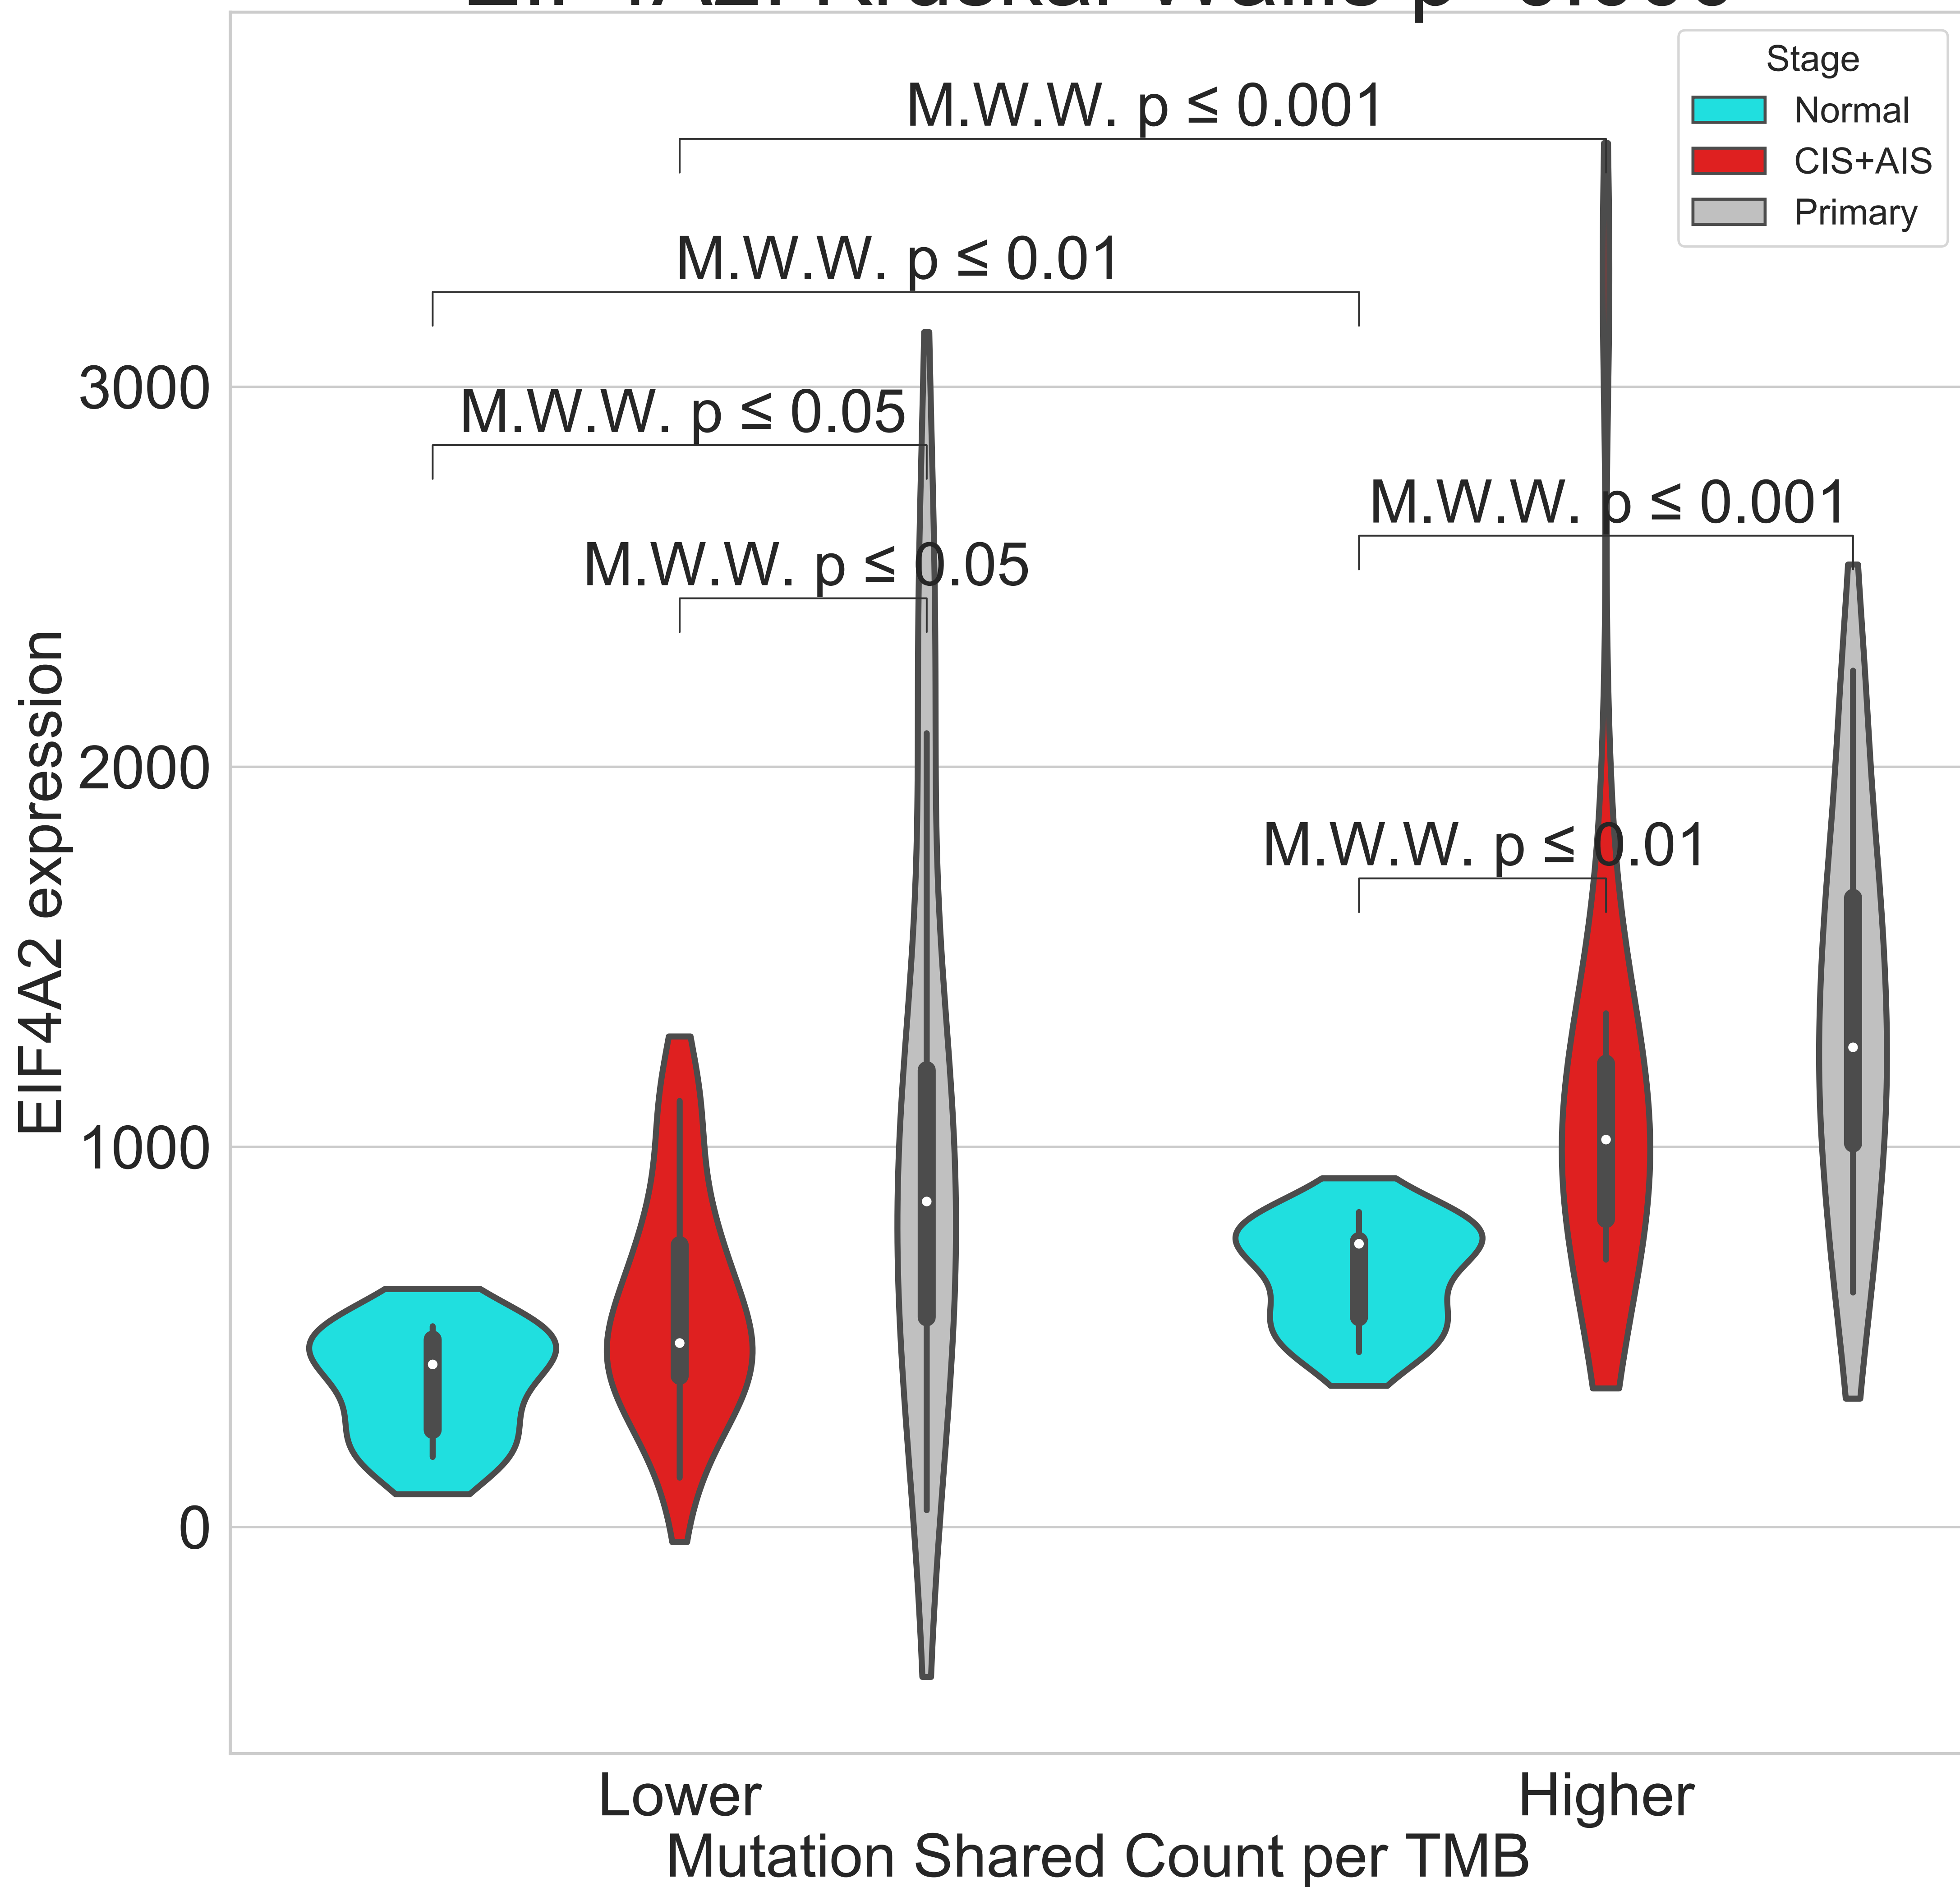 Stage
Normal
CIS+AIS
Primary
M.W.W. p ≤ 0.001
M.W.W. p ≤ 0.01
M.W.W. p ≤ 0.05
M.W.W. p ≤ 0.05
M.W.W. p ≤ 0.001
M.W.W. p ≤ 0.01
3000
2000
1000
0
EIF4A2 expression
Lower
Higher
Mutation Shared Count per TMB